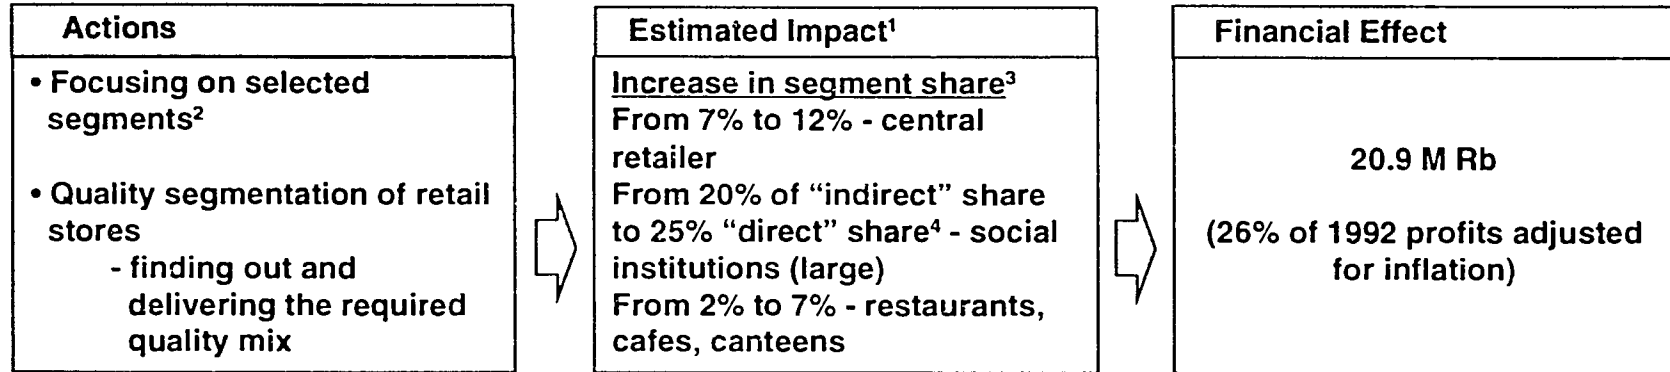 Actions
• Focusing on selected
segments²
• Quality segmentation of retail
stores
- finding out and
delivering the required
quality mix
Estimated Impact¹
Increase in segment share³
From 7% to 12% - central
retailer
From 20% of “indirect” share
to 25% “direct” share⁴ - social
institutions (large)
From 2% to 7% - restaurants,
cafes, canteens
Financial Effect
20.9 M Rb
(26% of 1992 profits adjusted
for inflation)